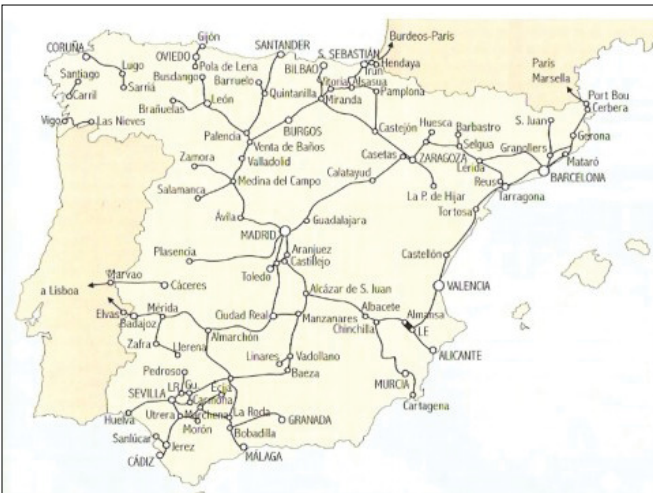 Burdeos-París
Gijón
CORUÑA
OVIEDO
SANTANDER
S. SEBASTIÁN
BILBAO
Irún
Hendaya
Lugo
Pola de Lena
París
Marsella
Santiago
Busdango
Barruelo
Vitoria
Alsasua
Port Bou
Cerbera
Sarriá
Carril
León
Quintanilla
Miranda
Pamplona
Brañuelas
S. Juan
Huesca
Barbastro
Gerona
Vigo
Las Nieves
BURGOS
Castejón
Palencia
Selgua
Granollers
Venta de Baños
Casetas
ZARAGOZA
Mataró
Zamora
Valladolid
Lérida
Calatayud
BARCELONA
Medina del Campo
Reus
Salamanca
La P. de Hijar
Tarragona
Tortosa
Ávila
Guadalajara
MADRID
Aranjuez
Castellón
Plasencia
Castillejo
Toledo
Marvao
VALENCIA
a Lisboa
Cáceres
Alcázar de S. Juan
Mérida
Albacete
Almansa
Elvas
Ciudad Real
Manzanares
Badajoz
Chinchilla
LE
Almarchón
Zafra
Llerena
ALICANTE
Linares
Vadollano
Pedroso
Baeza
MURCIA
LR
G.J.
Ecija
SEVILLA
Carmona
Cartagena
Huelva
Utrera
Marchena
La Roda
GRANADA
Morón
Bobadilla
Sanlúcar
Jerez
CÁDIZ
MÁLAGA